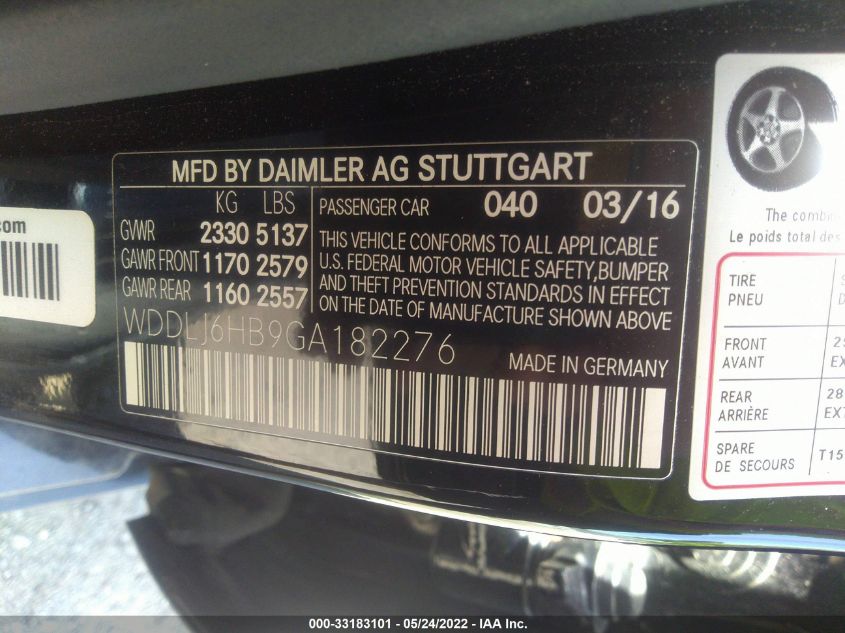 MFD BY DAIMLER AG STUTTGART
KG LBS
GVWR 2330 5137
GAWR FRONT 1170 2579
GAWR REAR 1160 2557
PASSENGER CAR 040 03/16
THIS VEHICLE CONFORMS TO ALL APPLICABLE
U.S. FEDERAL MOTOR VEHICLE SAFETY, BUMPER
AND THEFT PREVENTION STANDARDS IN EFFECT
ON THE DATE OF MANUFACTURE SHOWN ABOVE.
WDDLJ6HB9GA182276
MADE IN GERMANY
.com
The
Le poids total des
TIRE
PNEU
FRONT
AVANT
REAR
ARRIÈRE
SPARE
DE SECOURS
000-33183101 - 05/24/2022 - IAA Inc.